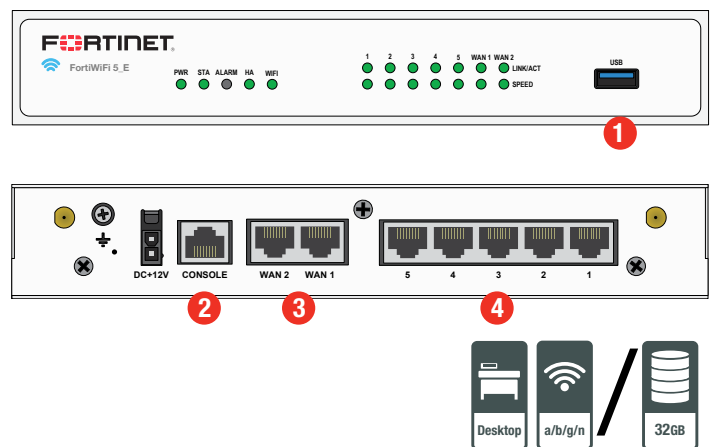 FORTINET.
FortiWiFi 5_E
PWR STA ALARM HA WIFI
1 2 3 4 5 WAN 1 WAN 2
LINK/ACT
SPEED
USB
1
DC+12V CONSOLE WAN 2 WAN 1 5 4 3 2 1
2 3 4
Desktop a/b/g/n 32GB